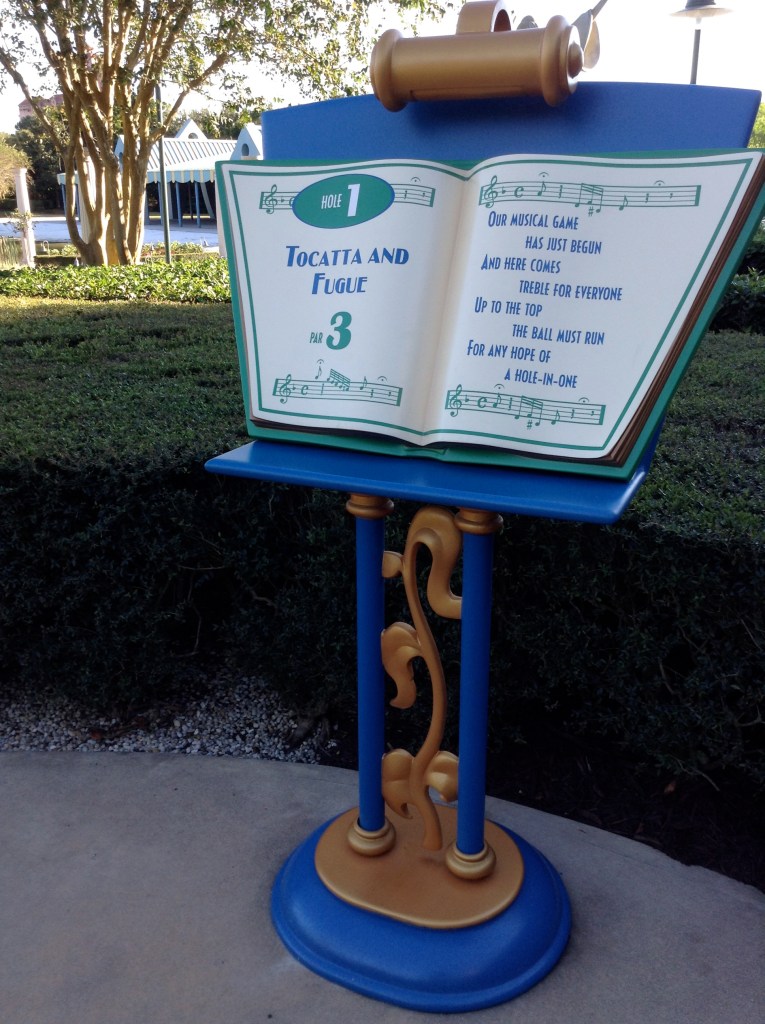 HOLE 1
TOCATTA AND
FUGUE
PAR 3
OUR MUSICAL GAME
HAS JUST BEGUN
AND HERE COMES
TREBLE FOR EVERYONE
UP TO THE TOP
THE BALL MUST RUN
FOR ANY HOPE OF
A HOLE-IN-ONE